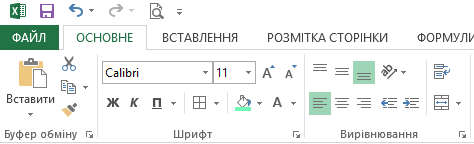 ФАЙЛ ОСНОВНЕ ВСТАВЛЕННЯ РОЗМІТКА СТОРІНКИ ФОРМУЛИ
Calibri 11 A A
Вставити Ж К П A
Буфер обміну Шрифт Вирівнювання